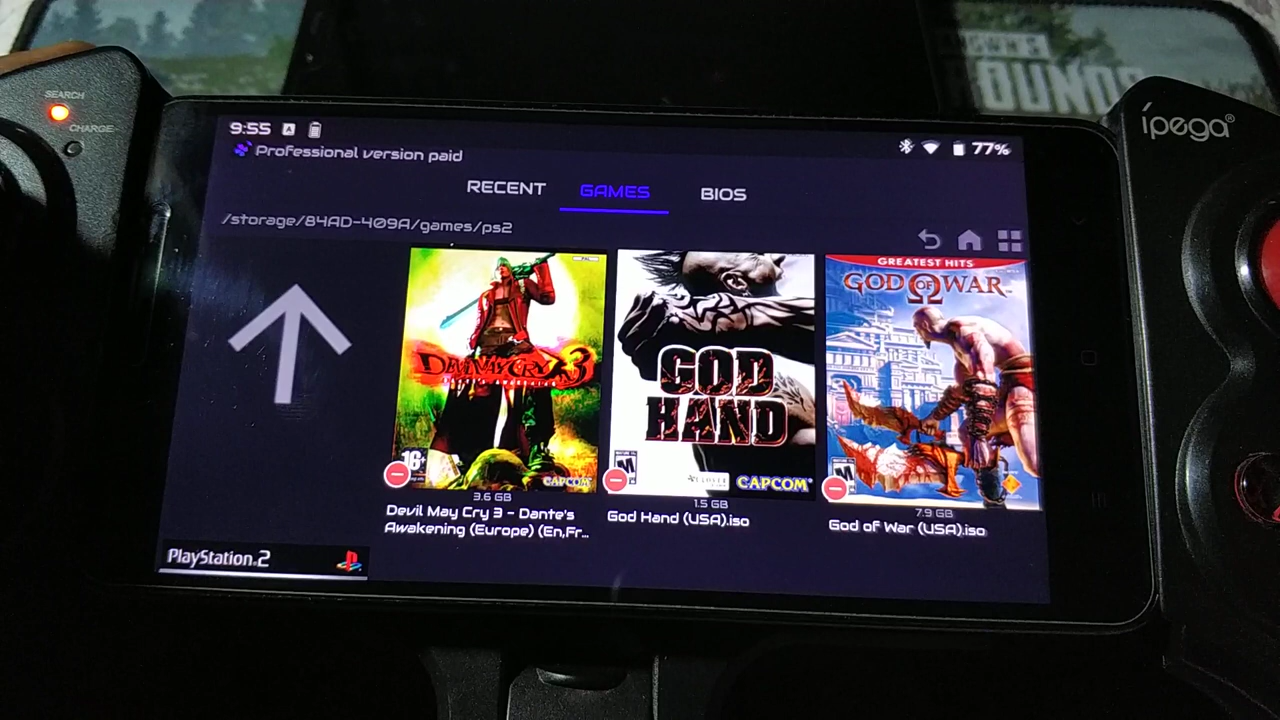 OUNDS
SEARCH
CHARGE
ípega®
9:55
77%
Professional version paid
RECENT GAMES BIOS
/storage/84AD-409A/games/ps2
DEVIL MAY CRY 3
16+
CAPCOM
3.6 GB
Devil May Cry 3 - Dante's
Awakening (Europe) (En,Fr...
GOD
HAND
M
CAPCOM
1.5 GB
God Hand (USA).iso
GREATEST HITS
GOD OF WAR
M
7.9 GB
God of War (USA).iso
PlayStation.2